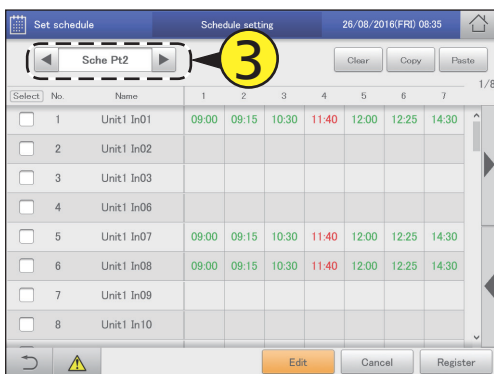 Set schedule Schedule setting 26/08/2016(FRI) 08:35
Sche Pt2 3 Clear Copy Paste
1/8
Select No. Name 1 2 3 4 5 6 7
1 Unit1 In01 09:00 09:15 10:30 11:40 12:00 12:25 14:30
2 Unit1 In02
3 Unit1 In03
4 Unit1 In06
5 Unit1 In07 09:00 09:15 10:30 11:40 12:00 12:25 14:30
6 Unit1 In08 09:00 09:15 10:30 11:40 12:00 12:25 14:30
7 Unit1 In09
8 Unit1 In10
Edit Cancel Register